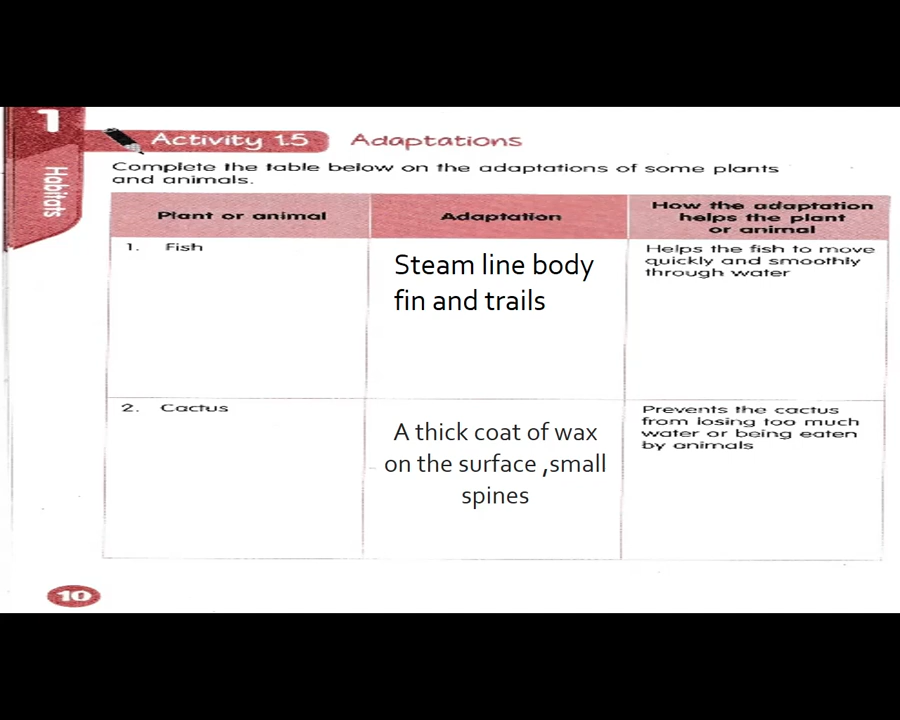 1
Habitats
Activity 1.5 Adaptations
Complete the table below on the adaptations of some plants
and animals.
Plant or animal
Adaptation
How the adaptation
helps the plant
or animal
1. Fish
Steam line body
fin and trails
Helps the fish to move
quickly and smoothly
through water
2. Cactus
A thick coat of wax
on the surface ,small
spines
Prevents the cactus
from losing too much
water or being eaten
by animals
10